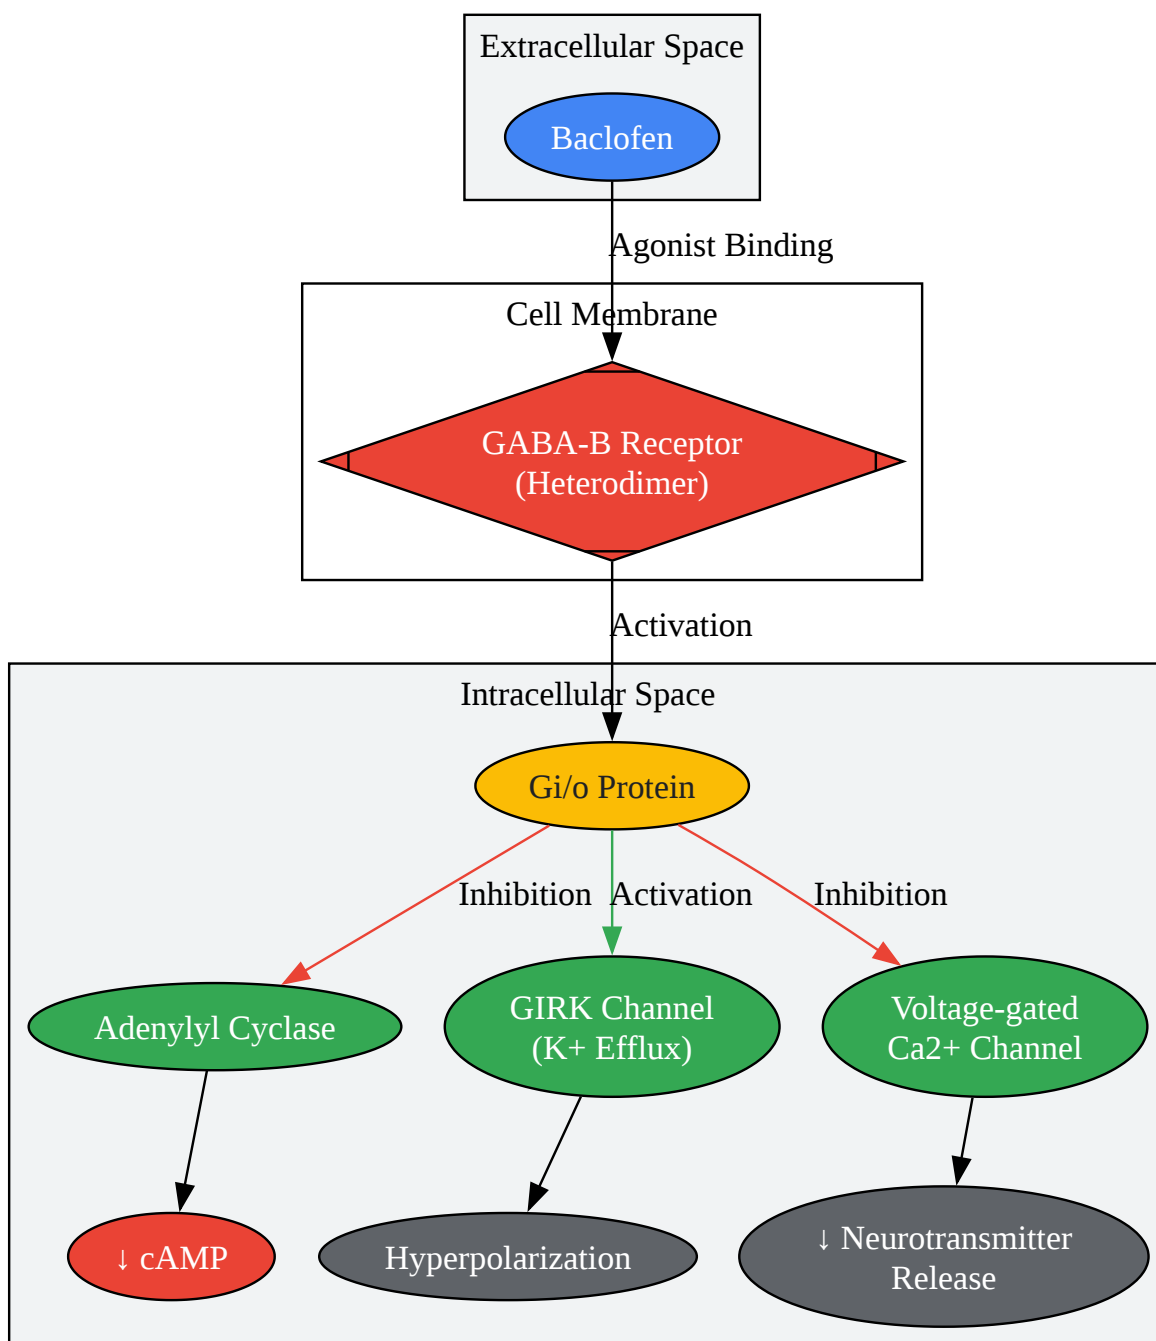 Extracellular Space
Baclofen
Agonist Binding
Cell Membrane
GABA-B Receptor
(Heterodimer)
Activation
Intracellular Space
Gi/o Protein
Inhibition
Activation
Inhibition
Adenylyl Cyclase
GIRK Channel
(K+ Efflux)
Voltage-gated
Ca2+ Channel
↓ cAMP
Hyperpolarization
↓ Neurotransmitter
Release